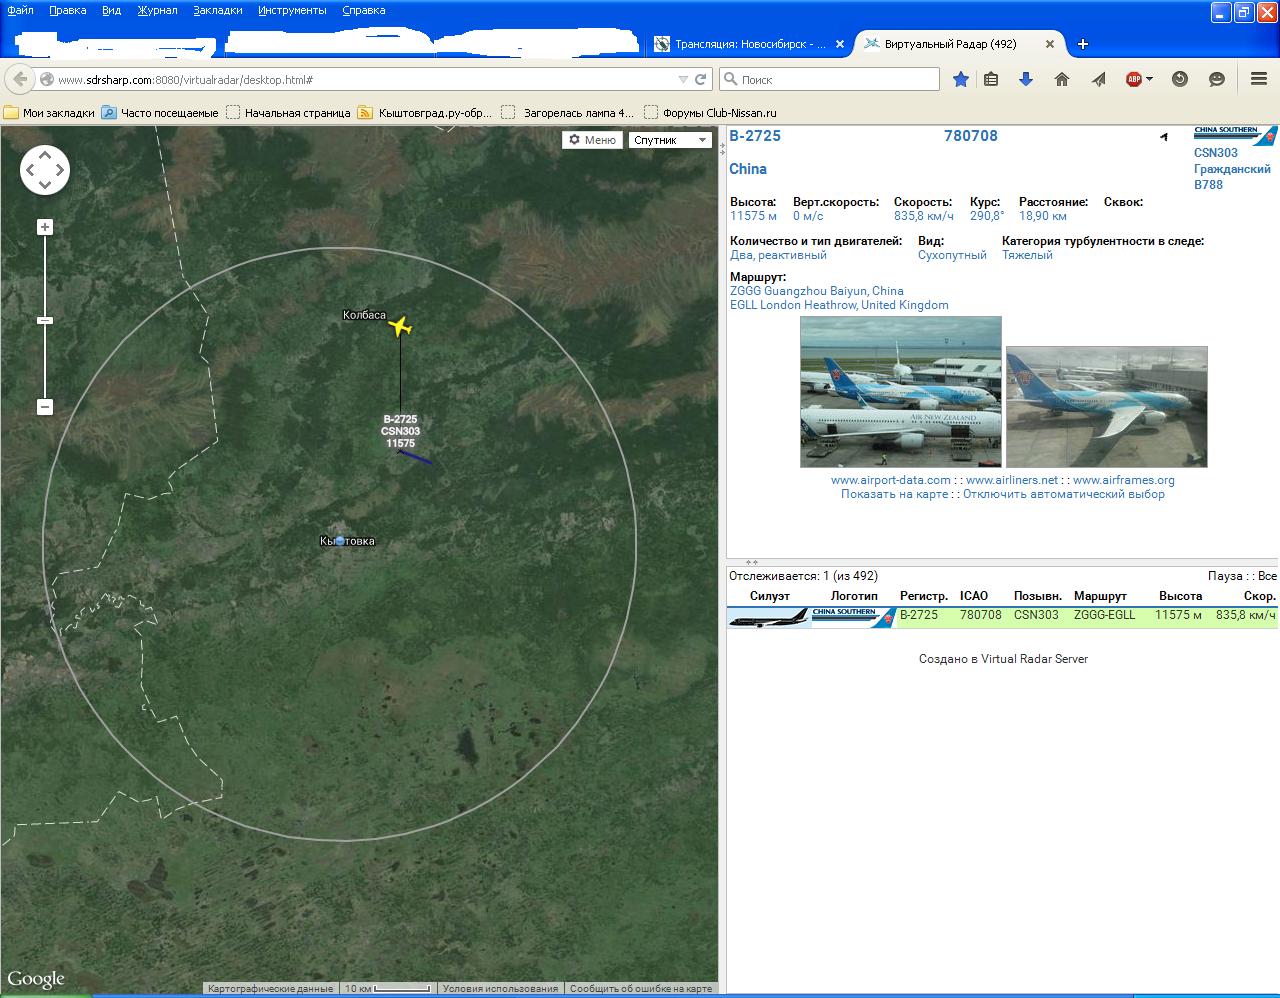 Файл Правка Вид Журнал Закладки Инструменты Справка
Трансляция: Новосибирск - ... Виртуальный Радар (492)
www.sdrsharp.com:8080/virtualradar/desktop.html# Поиск
ABP
Мои закладки Часто посещаемые Начальная страница Кыштовград.ру-обр... Загорелась лампа 4... Форумы Club-Nissan.ru
Меню Спутник
Колбаса
B-2725
CSN303
11575
Кыштовка
Google
Картографические данные 10 км Условия использования Сообщить об ошибке на карте
B-2725 780708 CHINA SOUTHERN
CSN303
China Гражданский
B788
Высота: Верт.скорость: Скорость: Курс: Расстояние: Сквок:
11575 м 0 м/с 835,8 км/ч 290,8° 18,90 км
Количество и тип двигателей: Вид: Категория турбулентности в следе:
Два, реактивный Сухопутный Тяжелый
Маршрут:
ZGGG Guangzhou Baiyun, China
EGLL London Heathrow, United Kingdom
AIR NEW ZEALAND
www.airport-data.com : : www.airliners.net : : www.airframes.org
Показать на карте : : Отключить автоматический выбор
Отслеживается: 1 (из 492) Пауза : : Все
Силуэт Логотип Регистр. ICAO Позывн. Маршрут Высота Скор.
CHINA SOUTHERN B-2725 780708 CSN303 ZGGG-EGLL 11575 м 835,8 км/ч
Создано в Virtual Radar Server